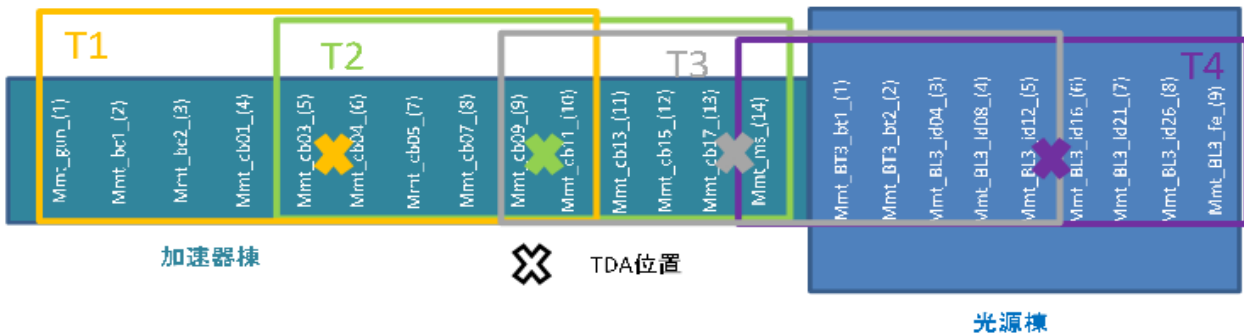 T1
T2
T3
T4
Mmt_gun_(1)
Mmt_bc1_(2)
Mmt_bc2_(3)
Mmt_cb01_(4)
Mmt_cb03_(5)
Mmt_cb04_(6)
Mmt_cb05_(7)
Mmt_cb07_(8)
Mmt_cb09_(9)
Mmt_cb11_(10)
Mmt_cb13_(11)
Mmt_cb15_(12)
Mmt_cb17_(13)
Mmt_ms_(14)
Mmt_BT3_bt1_(1)
Mmt_BT3_bt2_(2)
Mmt_BL3_id04_(3)
Mmt_BL3_id08_(4)
Mmt_BL3_id12_(5)
Mmt_BL3_id16_(6)
Mmt_BL3_id21_(7)
Mmt_BL3_id26_(8)
Mmt_BL3_fe_(9)
加速器棟
TDA位置
光源棟